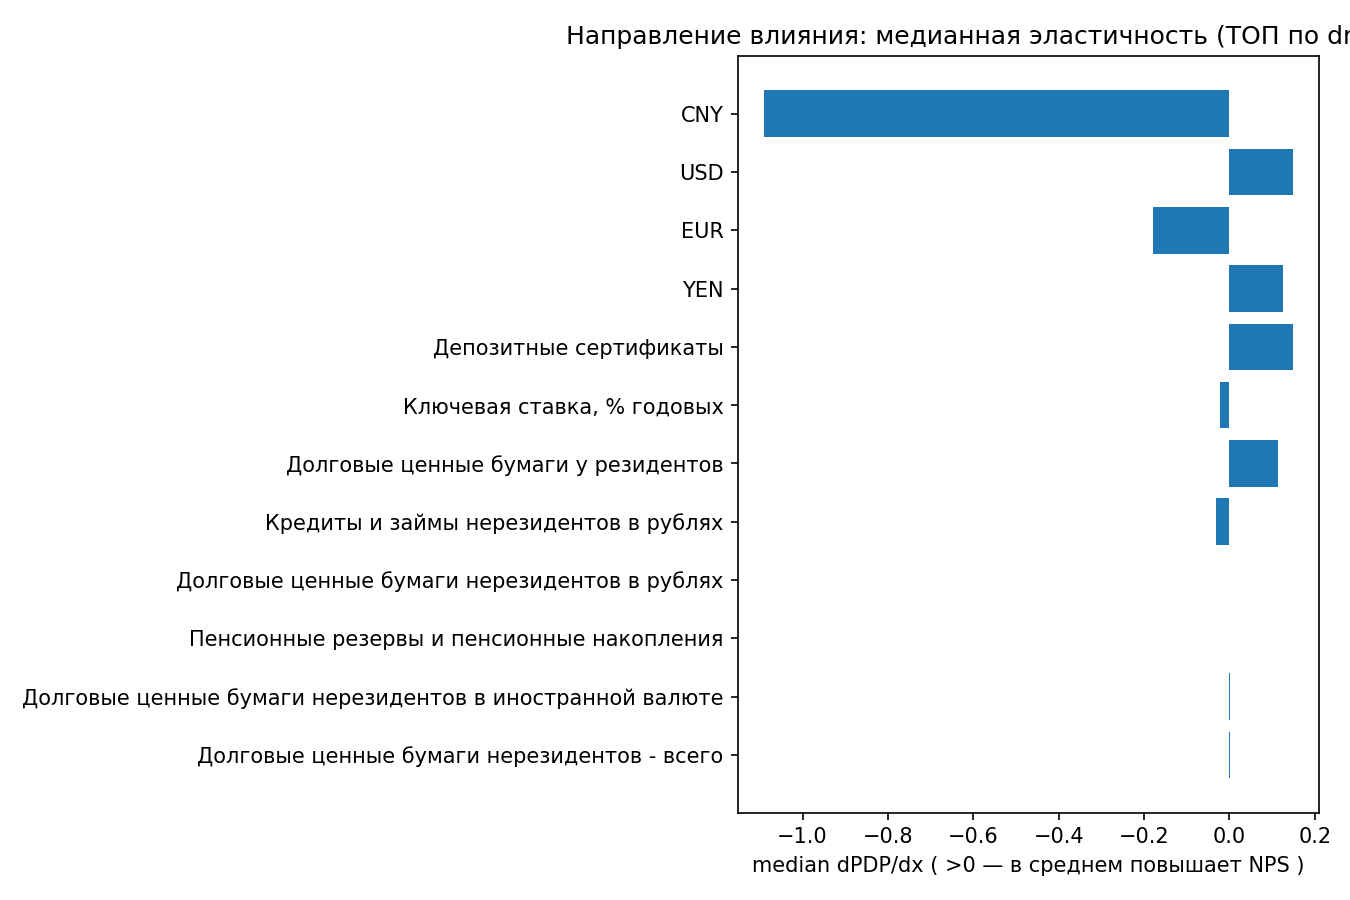 Направление влияния: медианная эластичность (ТОП по
CNY
USD
EUR
YEN
Депозитные сертификаты
Ключевая ставка, % годовых
Долговые ценные бумаги у резидентов
Кредиты и займы нерезидентов в рублях
Долговые ценные бумаги нерезидентов в рублях
Пенсионные резервы и пенсионные накопления
Долговые ценные бумаги нерезидентов в иностранной валюте
Долговые ценные бумаги нерезидентов - всего
−1.0 −0.8 −0.6 −0.4 −0.2 0.0 0.2
median dPDP/dx ( >0 — в среднем повышает NPS )